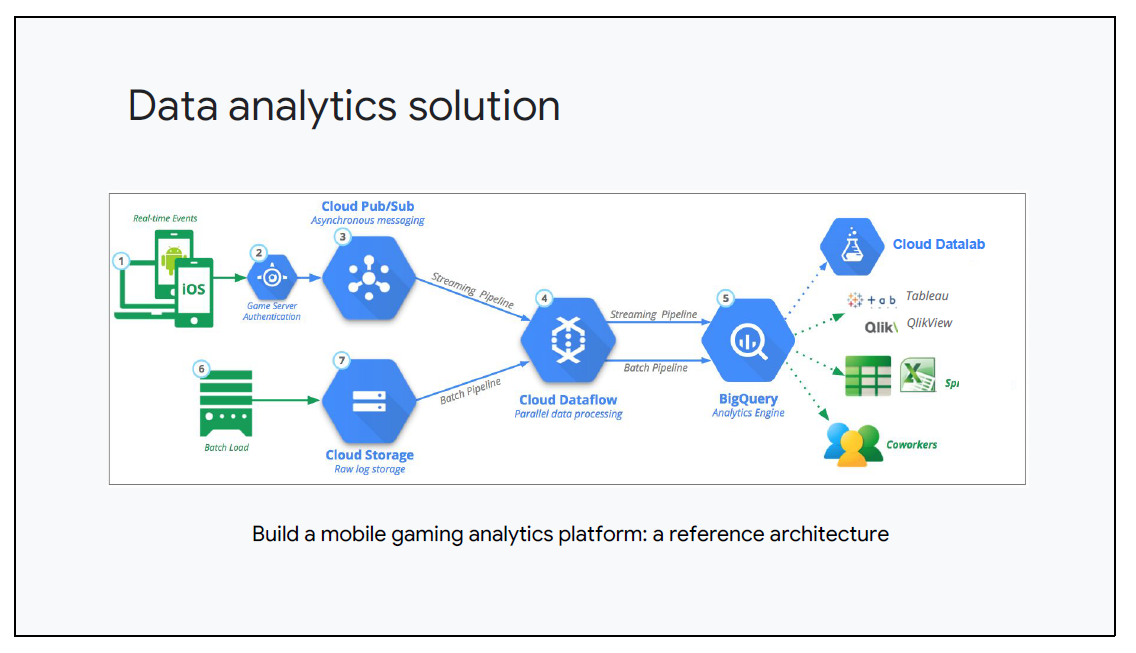 Data analytics solution
Real-time Events
1
iOS
2
Game Server
Authentication
Cloud Pub/Sub
Asynchronous messaging
3
Streaming Pipeline
6
Batch Load
7
Cloud Storage
Raw log storage
Batch Pipeline
4
Cloud Dataflow
Parallel data processing
Streaming Pipeline
Batch Pipeline
5
BigQuery
Analytics Engine
Cloud Datalab
+ab
Tableau
Qlik
QlikView
X
Coworkers
Build a mobile gaming analytics platform: a reference architecture